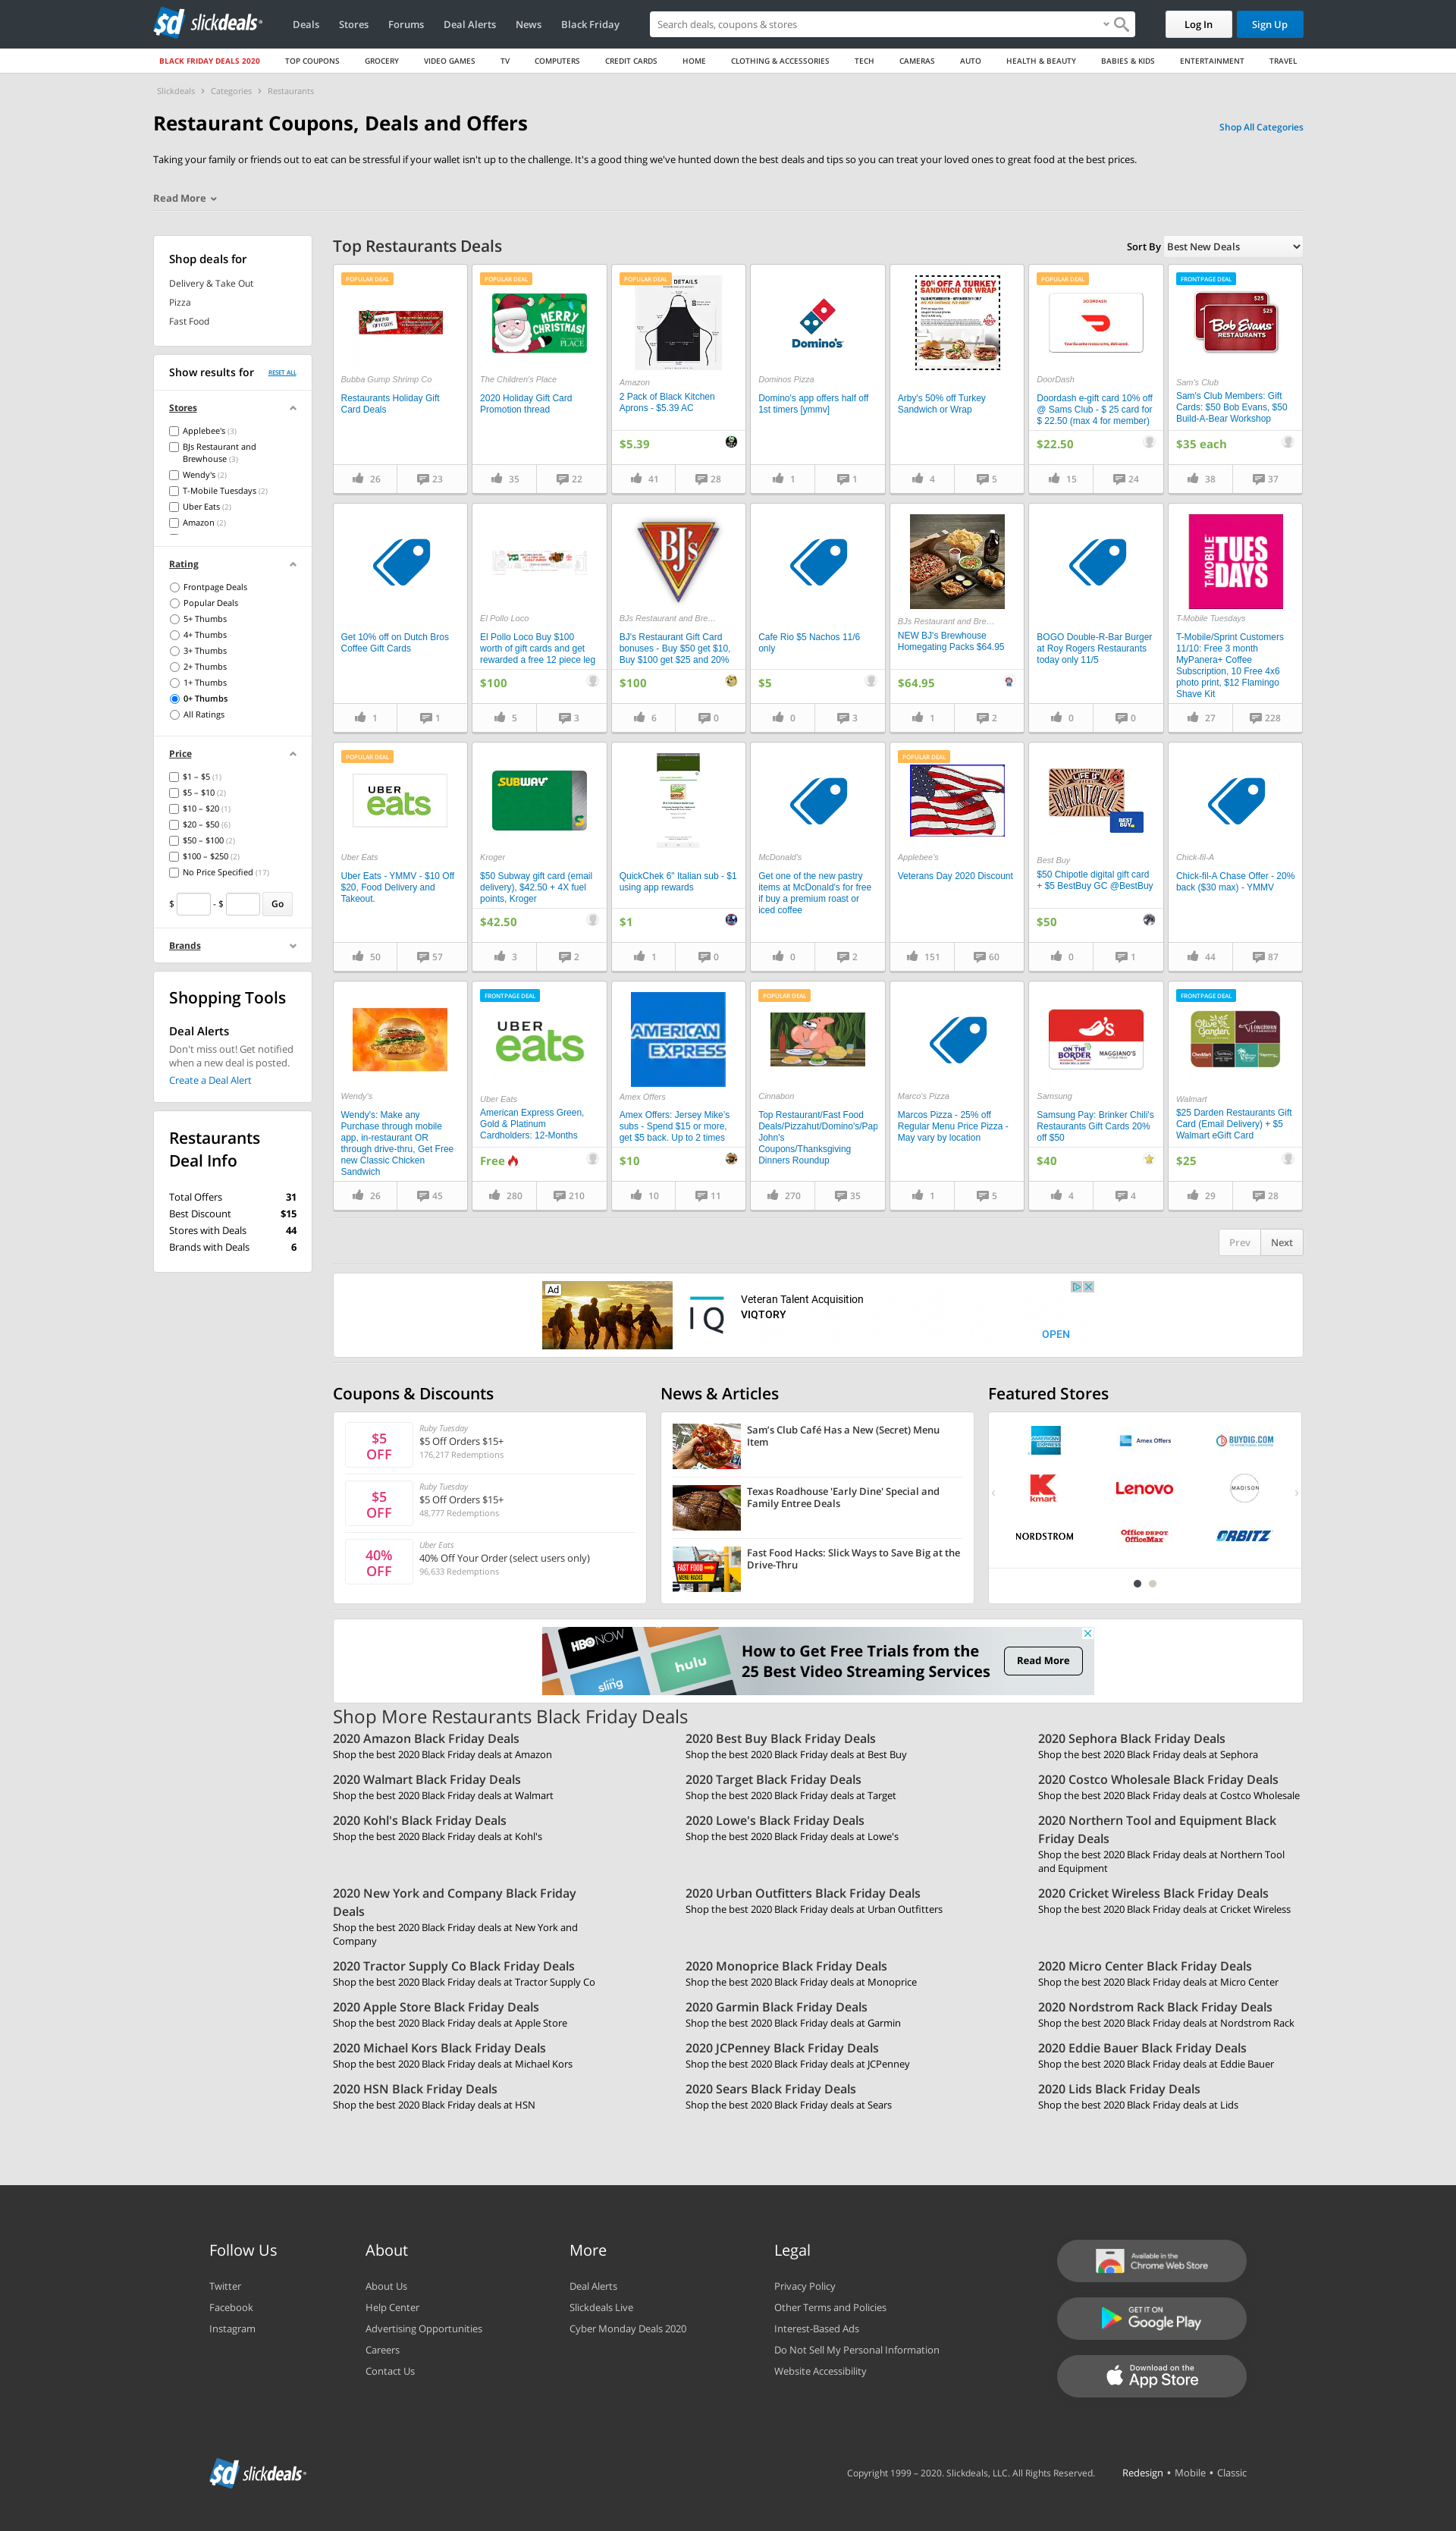 slickdeals
Deals
Stores
Forums
Deal Alerts
News
Black Friday
Search deals, coupons & stores
Log In
Sign Up
BLACK FRIDAY DEALS 2020
TOP COUPONS
GROCERY
VIDEO GAMES
TV
COMPUTERS
CREDIT CARDS
HOME
CLOTHING & ACCESSORIES
TECH
CAMERAS
AUTO
HEALTH & BEAUTY
BABIES & KIDS
ENTERTAINMENT
TRAVEL
Slickdeals › Categories › Restaurants
Restaurant Coupons, Deals and Offers
Shop All Categories
Taking your family or friends out to eat can be stressful if your wallet isn't up to the challenge. It's a good thing we've hunted down the best deals and tips so you can treat your loved ones to great food at the best prices.
Read More
Shop deals for
Delivery & Take Out
Pizza
Fast Food
Show results for
RESET ALL
Stores
Applebee's (3)
BJs Restaurant and
Brewhouse (3)
Wendy's (2)
T-Mobile Tuesdays (2)
Uber Eats (2)
Amazon (2)
Rating
Frontpage Deals
Popular Deals
5+ Thumbs
4+ Thumbs
3+ Thumbs
2+ Thumbs
1+ Thumbs
0+ Thumbs
All Ratings
Price
$1 – $5 (1)
$5 – $10 (2)
$10 – $20 (1)
$20 – $50 (6)
$50 – $100 (2)
$100 – $250 (2)
No Price Specified (17)
$ - $ Go
Brands
Shopping Tools
Deal Alerts
Don't miss out! Get notified
when a new deal is posted.
Create a Deal Alert
Restaurants
Deal Info
Total Offers 31
Best Discount $15
Stores with Deals 44
Brands with Deals 6
Top Restaurants Deals
Sort By Best New Deals
POPULAR DEAL
Bubba Gump Shrimp Co
Restaurants Holiday Gift
Card Deals
26 23
POPULAR DEAL
MERRY
CHRISTMAS!
PLACE
The Children's Place
2020 Holiday Gift Card
Promotion thread
35 22
POPULAR DEAL
DETAILS
Amazon
2 Pack of Black Kitchen
Aprons - $5.39 AC
$5.39
41 28
Domino's
Dominos Pizza
Domino's app offers half off
1st timers [ymmv]
1 1
50% OFF A TURKEY
SANDWICH OR WRAP
Arby's 50% off Turkey
Sandwich or Wrap
4 5
POPULAR DEAL
DOORDASH
Your favorite restaurants, delivered.
DoorDash
Doordash e-gift card 10% off
@ Sams Club - $ 25 card for
$ 22.50 (max 4 for member)
$22.50
15 24
FRONTPAGE DEAL
$25
$25
Bob Evans
RESTAURANTS
Sam's Club
Sam's Club Members: Gift
Cards: $50 Bob Evans, $50
Build-A-Bear Workshop
$35 each
38 37
Get 10% off on Dutch Bros
Coffee Gift Cards
1 1
El Pollo Loco
El Pollo Loco Buy $100
worth of gift cards and get
rewarded a free 12 piece leg
$100
5 3
BJ's
BJs Restaurant and Bre…
BJ's Restaurant Gift Card
bonuses - Buy $50 get $10,
Buy $100 get $25 and 20%
$100
6 0
Cafe Rio $5 Nachos 11/6
only
$5
0 3
BJs Restaurant and Bre…
NEW BJ's Brewhouse
Homegating Packs $64.95
$64.95
1 2
BOGO Double-R-Bar Burger
at Roy Rogers Restaurants
today only 11/5
0 0
T-MOBILE
TUES
DAYS
T-Mobile Tuesdays
T-Mobile/Sprint Customers
11/10: Free 3 month
MyPanera+ Coffee
Subscription, 10 Free 4x6
photo print, $12 Flamingo
Shave Kit
27 228
POPULAR DEAL
UBER
eats
Uber Eats
Uber Eats - YMMV - $10 Off
$20, Food Delivery and
Takeout.
50 57
SUBWAY
Kroger
$50 Subway gift card (email
delivery), $42.50 + 4X fuel
points, Kroger
$42.50
3 2
QuickChek 6" Italian sub - $1
using app rewards
$1
1 0
McDonald's
Get one of the new pastry
items at McDonald's for free
if buy a premium roast or
iced coffee
0 2
POPULAR DEAL
Applebee's
Veterans Day 2020 Discount
151 60
LIFE IS
BEST
BUY
Best Buy
$50 Chipotle digital gift card
+ $5 BestBuy GC @BestBuy
$50
0 1
Chick-fil-A
Chick-fil-A Chase Offer - 20%
back ($30 max) - YMMV
44 87
Wendy's
Wendy's: Make any
Purchase through mobile
app, in-restaurant OR
through drive-thru, Get Free
new Classic Chicken
Sandwich
26 45
FRONTPAGE DEAL
UBER
eats
Uber Eats
American Express Green,
Gold & Platinum
Cardholders: 12-Months
Free
280 210
AMERICAN
EXPRESS
Amex Offers
Amex Offers: Jersey Mike's
subs - Spend $15 or more,
get $5 back. Up to 2 times
$10
10 11
POPULAR DEAL
Cinnabon
Top Restaurant/Fast Food
Deals/Pizzahut/Domino's/Pap
John's
Coupons/Thanksgiving
Dinners Roundup
270 35
Marco's Pizza
Marcos Pizza - 25% off
Regular Menu Price Pizza -
May vary by location
1 5
ON THE
BORDER
MAGGIANO'S
Samsung
Samsung Pay: Brinker Chili's
Restaurants Gift Cards 20%
off $50
$40
4 4
FRONTPAGE DEAL
Olive Garden
LONGHORN
Walmart
$25 Darden Restaurants Gift
Card (Email Delivery) + $5
Walmart eGift Card
$25
29 28
Prev Next
Ad
IQ
Veteran Talent Acquisition
VIQTORY
OPEN
Coupons & Discounts
$5
OFF
Ruby Tuesday
$5 Off Orders $15+
176,217 Redemptions
$5
OFF
Ruby Tuesday
$5 Off Orders $15+
48,777 Redemptions
40%
OFF
Uber Eats
40% Off Your Order (select users only)
96,633 Redemptions
News & Articles
Sam's Club Café Has a New (Secret) Menu
Item
Texas Roadhouse 'Early Dine' Special and
Family Entree Deals
FAST FOOD
MENU HACKS
Fast Food Hacks: Slick Ways to Save Big at the
Drive-Thru
Featured Stores
AMERICAN
EXPRESS
Amex Offers
BUYDIG.COM
kmart
Lenovo
MADISON
NORDSTROM
Office DEPOT
OfficeMax
ORBITZ
HBO NOW
sling
hulu
How to Get Free Trials from the
25 Best Video Streaming Services
Read More
Shop More Restaurants Black Friday Deals
2020 Amazon Black Friday Deals
Shop the best 2020 Black Friday deals at Amazon
2020 Best Buy Black Friday Deals
Shop the best 2020 Black Friday deals at Best Buy
2020 Sephora Black Friday Deals
Shop the best 2020 Black Friday deals at Sephora
2020 Walmart Black Friday Deals
Shop the best 2020 Black Friday deals at Walmart
2020 Target Black Friday Deals
Shop the best 2020 Black Friday deals at Target
2020 Costco Wholesale Black Friday Deals
Shop the best 2020 Black Friday deals at Costco Wholesale
2020 Kohl's Black Friday Deals
Shop the best 2020 Black Friday deals at Kohl's
2020 Lowe's Black Friday Deals
Shop the best 2020 Black Friday deals at Lowe's
2020 Northern Tool and Equipment Black
Friday Deals
Shop the best 2020 Black Friday deals at Northern Tool
and Equipment
2020 New York and Company Black Friday
Deals
Shop the best 2020 Black Friday deals at New York and
Company
2020 Urban Outfitters Black Friday Deals
Shop the best 2020 Black Friday deals at Urban Outfitters
2020 Cricket Wireless Black Friday Deals
Shop the best 2020 Black Friday deals at Cricket Wireless
2020 Tractor Supply Co Black Friday Deals
Shop the best 2020 Black Friday deals at Tractor Supply Co
2020 Monoprice Black Friday Deals
Shop the best 2020 Black Friday deals at Monoprice
2020 Micro Center Black Friday Deals
Shop the best 2020 Black Friday deals at Micro Center
2020 Apple Store Black Friday Deals
Shop the best 2020 Black Friday deals at Apple Store
2020 Garmin Black Friday Deals
Shop the best 2020 Black Friday deals at Garmin
2020 Nordstrom Rack Black Friday Deals
Shop the best 2020 Black Friday deals at Nordstrom Rack
2020 Michael Kors Black Friday Deals
Shop the best 2020 Black Friday deals at Michael Kors
2020 JCPenney Black Friday Deals
Shop the best 2020 Black Friday deals at JCPenney
2020 Eddie Bauer Black Friday Deals
Shop the best 2020 Black Friday deals at Eddie Bauer
2020 HSN Black Friday Deals
Shop the best 2020 Black Friday deals at HSN
2020 Sears Black Friday Deals
Shop the best 2020 Black Friday deals at Sears
2020 Lids Black Friday Deals
Shop the best 2020 Black Friday deals at Lids
Follow Us
Twitter
Facebook
Instagram
About
About Us
Help Center
Advertising Opportunities
Careers
Contact Us
More
Deal Alerts
Slickdeals Live
Cyber Monday Deals 2020
Legal
Privacy Policy
Other Terms and Policies
Interest-Based Ads
Do Not Sell My Personal Information
Website Accessibility
Available in the
Chrome Web Store
GET IT ON
Google Play
Download on the
App Store
slickdeals
Copyright 1999 – 2020. Slickdeals, LLC. All Rights Reserved.
Redesign • Mobile • Classic